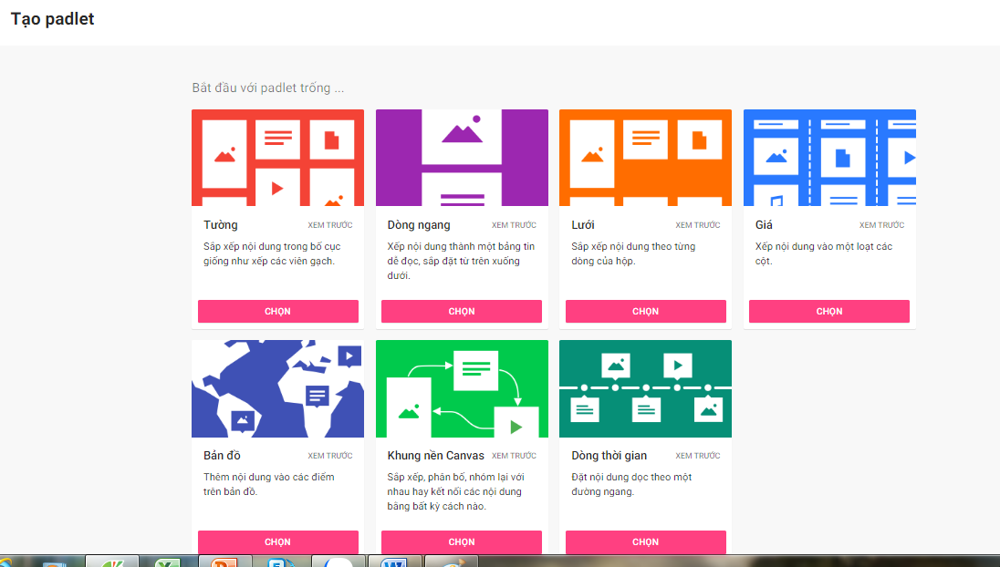 Tạo padlet
Bắt đầu với padlet trống ...
Tường XEM TRƯỚC
Sắp xếp nội dung trong bố cục
giống như xếp các viên gạch.
CHỌN
Dòng ngang XEM TRƯỚC
Xếp nội dung thành một bảng tin
dễ đọc, sắp đặt từ trên xuống
dưới.
CHỌN
Lưới XEM TRƯỚC
Sắp xếp nội dung theo từng
dòng của hộp.
CHỌN
Giá XEM TRƯỚC
Xếp nội dung vào một loạt các
cột.
CHỌN
Bản đồ XEM TRƯỚC
Thêm nội dung vào các điểm
trên bản đồ.
CHỌN
Khung nền Canvas XEM TRƯỚC
Sắp xếp, phân bố, nhóm lại với
nhau hay kết nối các nội dung
bằng bất kỳ cách nào.
CHỌN
Dòng thời gian XEM TRƯỚC
Đặt nội dung dọc theo một
đường ngang.
CHỌN